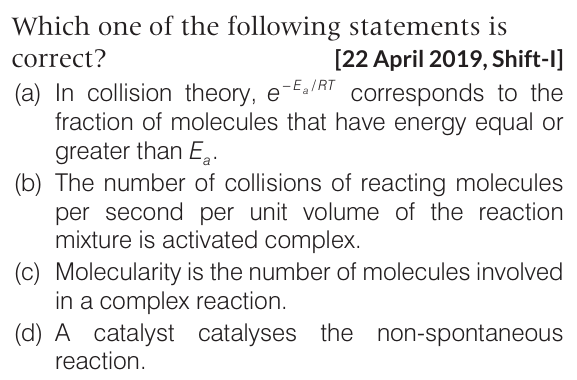 Which one of the following statements is
correct? [22 April 2019, Shift-I]
(a) In collision theory, e^{-E_a/RT} corresponds to the
fraction of molecules that have energy equal or
greater than E_a.
(b) The number of collisions of reacting molecules
per second per unit volume of the reaction
mixture is activated complex.
(c) Molecularity is the number of molecules involved
in a complex reaction.
(d) A catalyst catalyses the non-spontaneous
reaction.